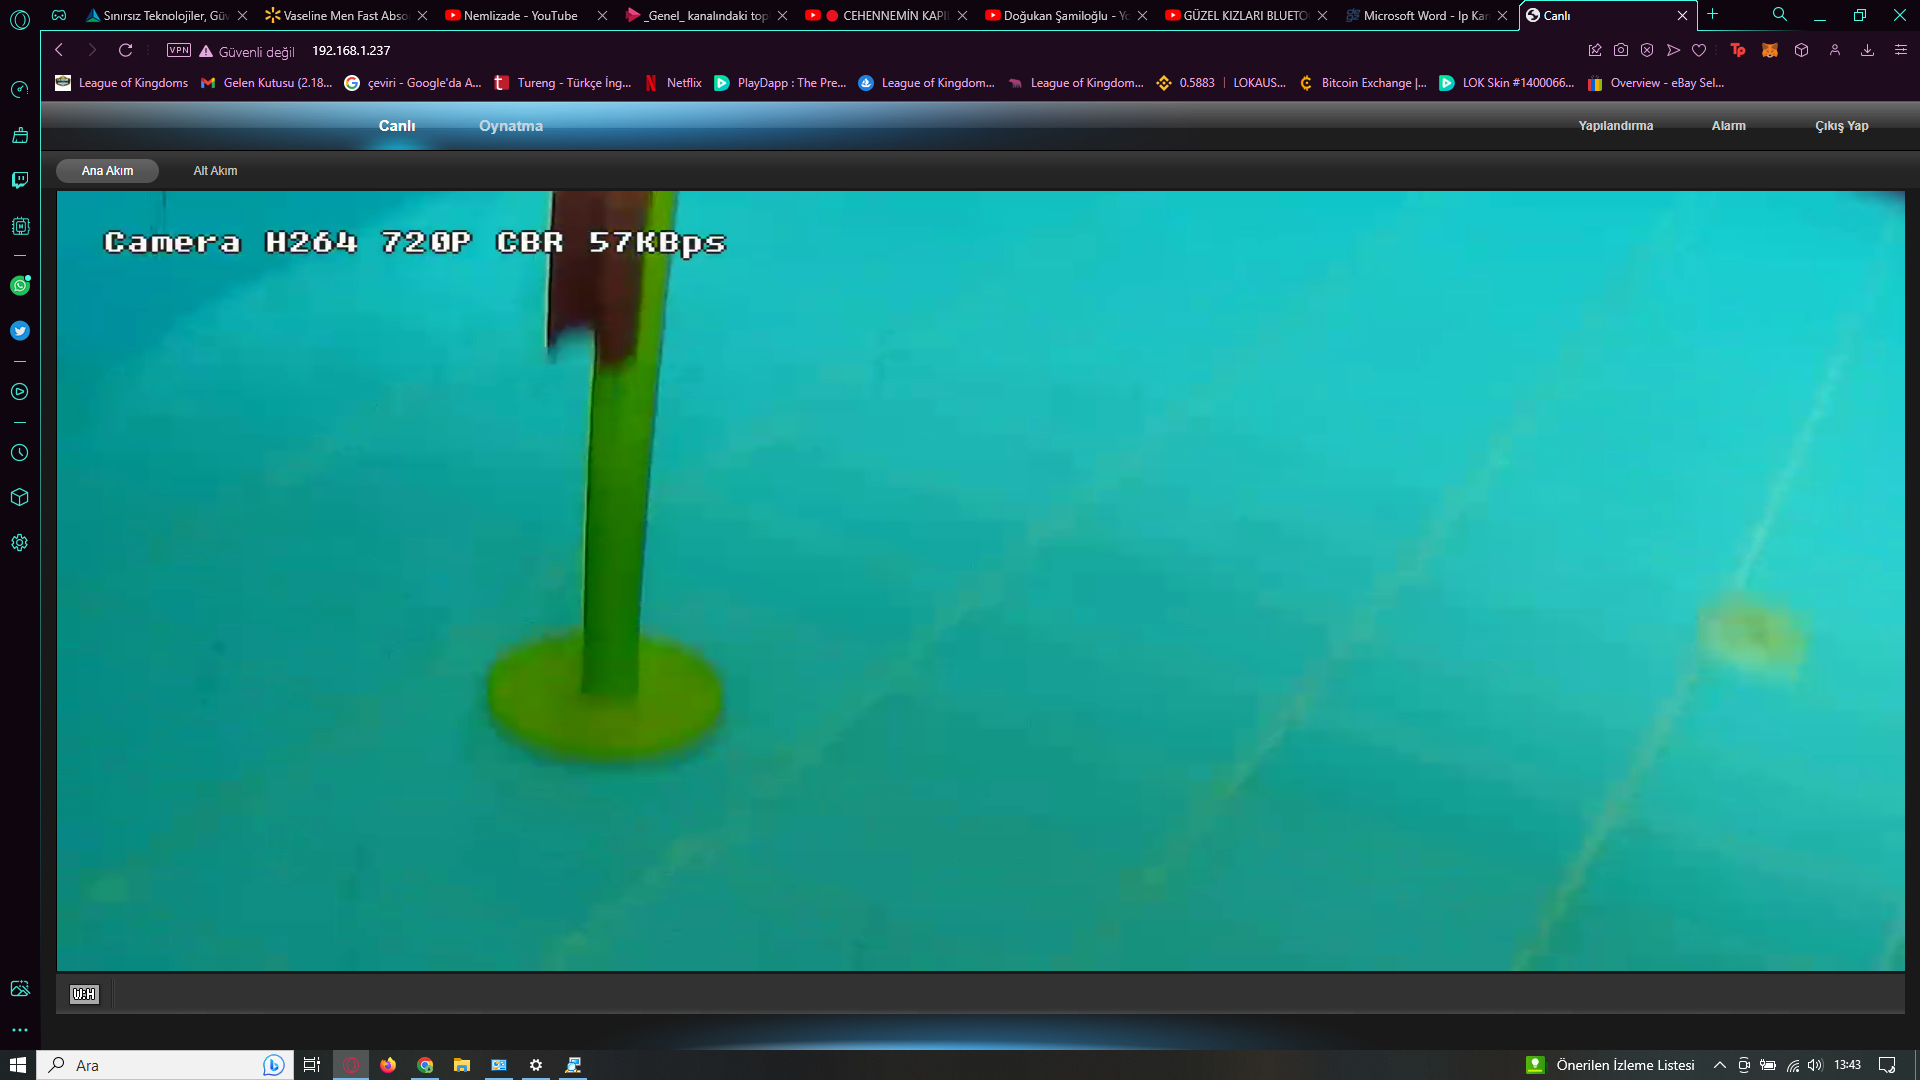 Sınırsız Teknolojiler, Güv
Vaseline Men Fast Abso
Nemlizade - YouTube
_Genel_ kanalındaki top
CEHENNEMİN KAPI
Doğukan Şamiloğlu - Yo
GÜZEL KIZLARI BLUETO
Microsoft Word - Ip Kar
Canlı
VPN
Güvenli değil
192.168.1.237
League of Kingdoms
Gelen Kutusu (2.18...
çeviri - Google'da A...
Tureng - Türkçe İng...
Netflix
PlayDapp : The Pre...
League of Kingdom...
League of Kingdom...
0.5883 | LOKAUS...
Bitcoin Exchange |...
LOK Skin #1400066...
Overview - eBay Sel...
Canlı
Oynatma
Yapılandırma
Alarm
Çıkış Yap
Ana Akım
Alt Akım
Camera H264 720P CBR 57KBps
W:H
Ara
Önerilen İzleme Listesi
13:43